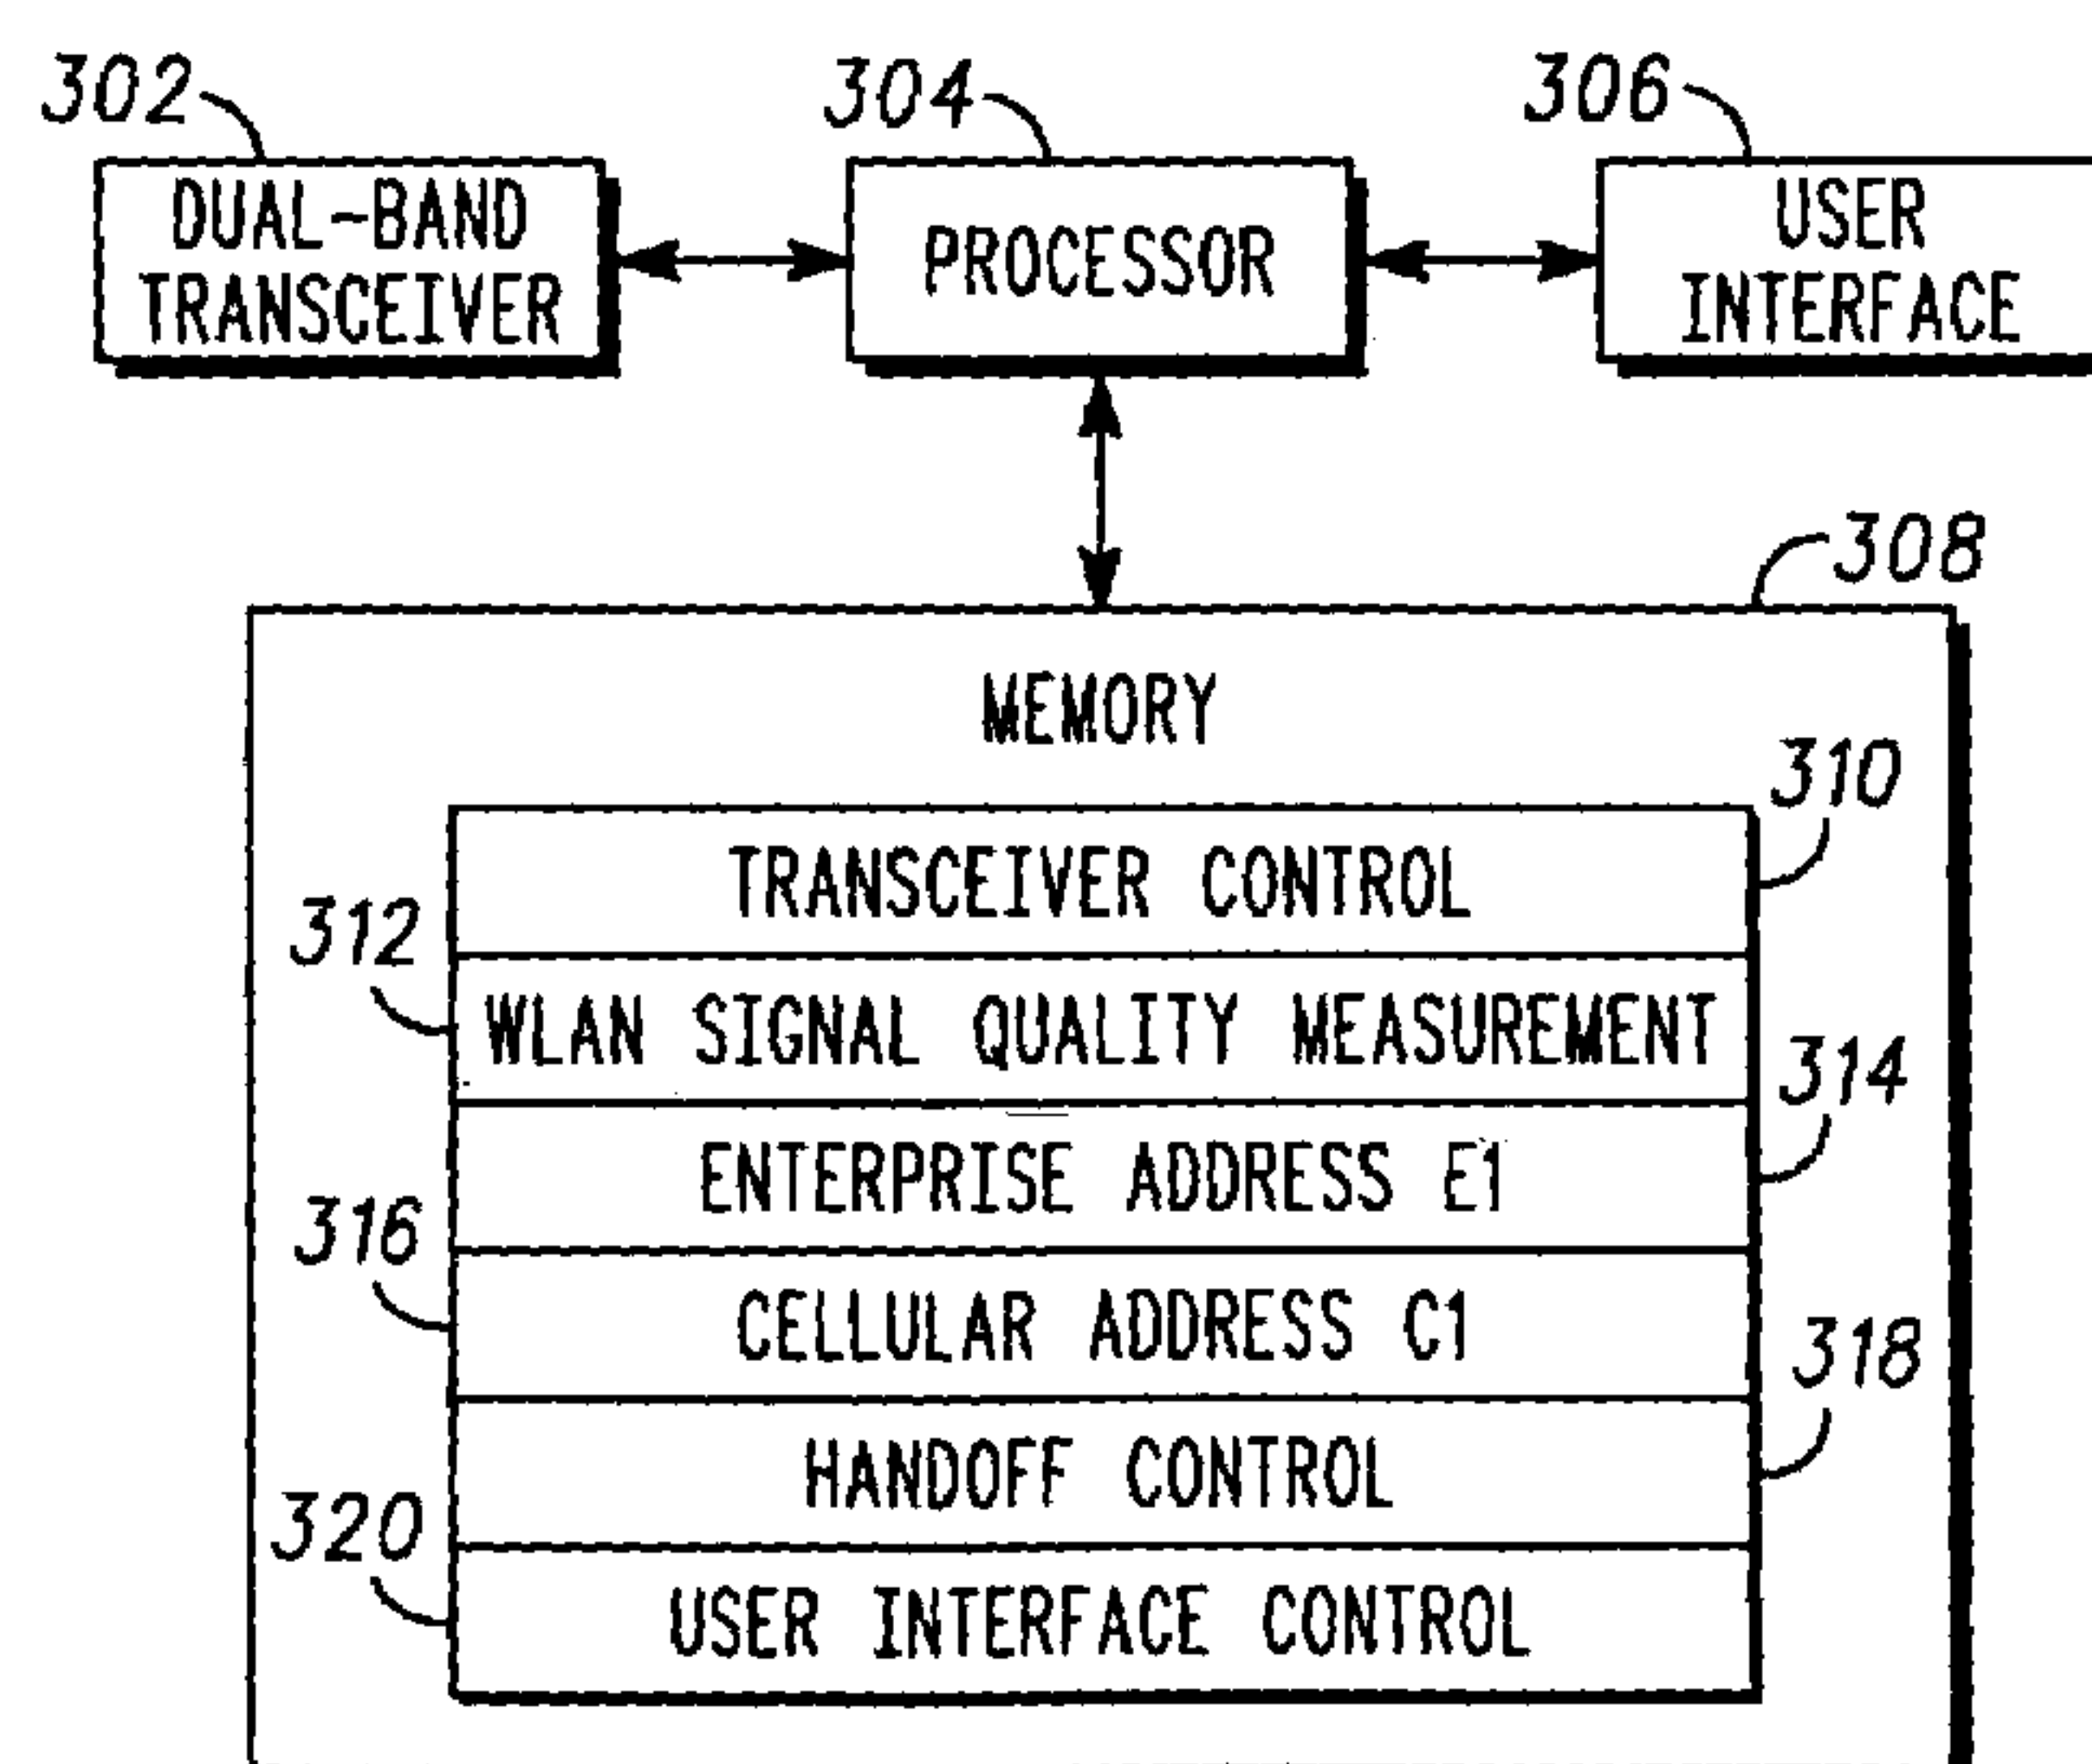 302
304
306
DUAL-BAND
TRANSCEIVER
PROCESSOR
USER
INTERFACE
308
MEMORY
310
TRANSCEIVER CONTROL
312
WLAN SIGNAL QUALITY MEASUREMENT
314
ENTERPRISE ADDRESS E1
316
CELLULAR ADDRESS C1
318
HANDOFF CONTROL
320
USER INTERFACE CONTROL